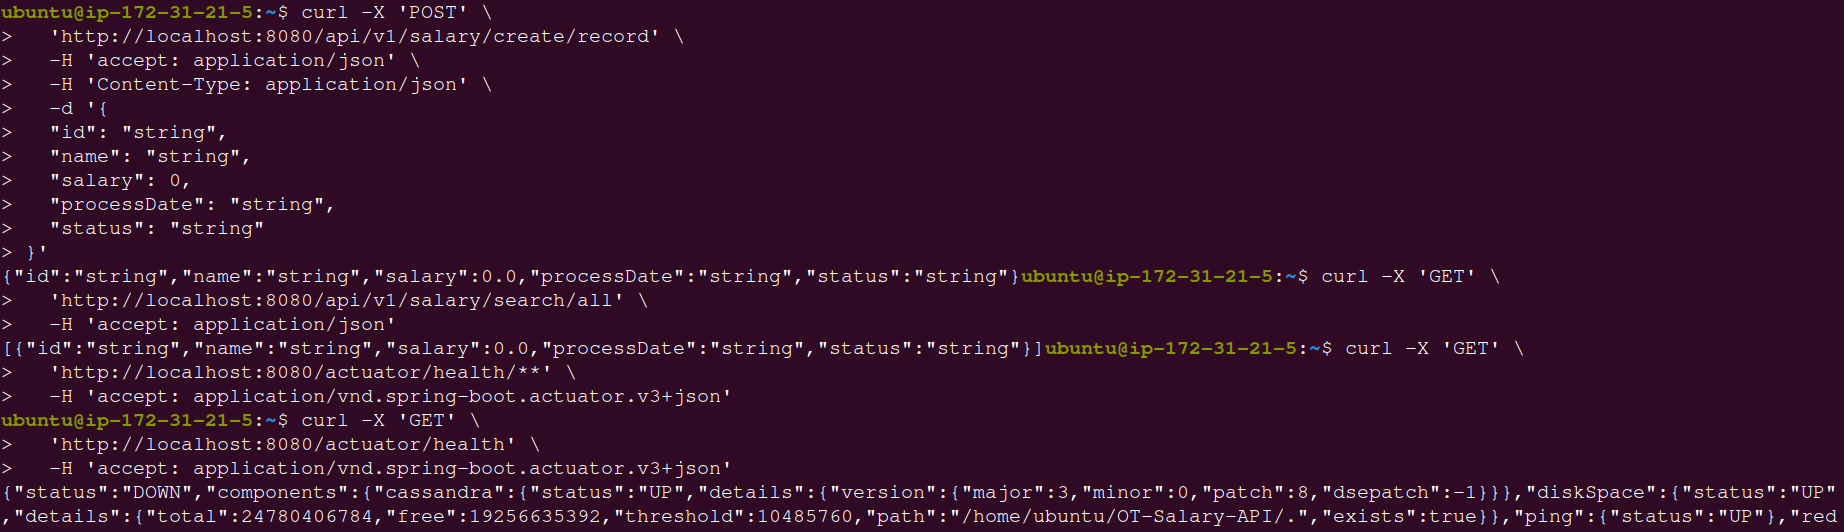 ubuntu@ip-172-31-21-5:~$ curl -X 'POST' \
>   'http://localhost:8080/api/v1/salary/create/record' \
>   -H 'accept: application/json' \
>   -H 'Content-Type: application/json' \
>   -d '{
>   "id": "string",
>   "name": "string",
>   "salary": 0,
>   "processDate": "string",
>   "status": "string"
> }'
{"id":"string","name":"string","salary":0.0,"processDate":"string","status":"string"}ubuntu@ip-172-31-21-5:~$ curl -X 'GET' \
>   'http://localhost:8080/api/v1/salary/search/all' \
>   -H 'accept: application/json'
[{"id":"string","name":"string","salary":0.0,"processDate":"string","status":"string"}]ubuntu@ip-172-31-21-5:~$ curl -X 'GET' \
>   'http://localhost:8080/actuator/health/**' \
>   -H 'accept: application/vnd.spring-boot.actuator.v3+json'
ubuntu@ip-172-31-21-5:~$ curl -X 'GET' \
>   'http://localhost:8080/actuator/health' \
>   -H 'accept: application/vnd.spring-boot.actuator.v3+json'
{"status":"DOWN","components":{"cassandra":{"status":"UP","details":{"version":{"major":3,"minor":0,"patch":8,"dsepatch":-1}}},"diskSpace":{"status":"UP"
,"details":{"total":24780406784,"free":19256635392,"threshold":10485760,"path":"/home/ubuntu/OT-Salary-API/.","exists":true}},"ping":{"status":"UP"},"red